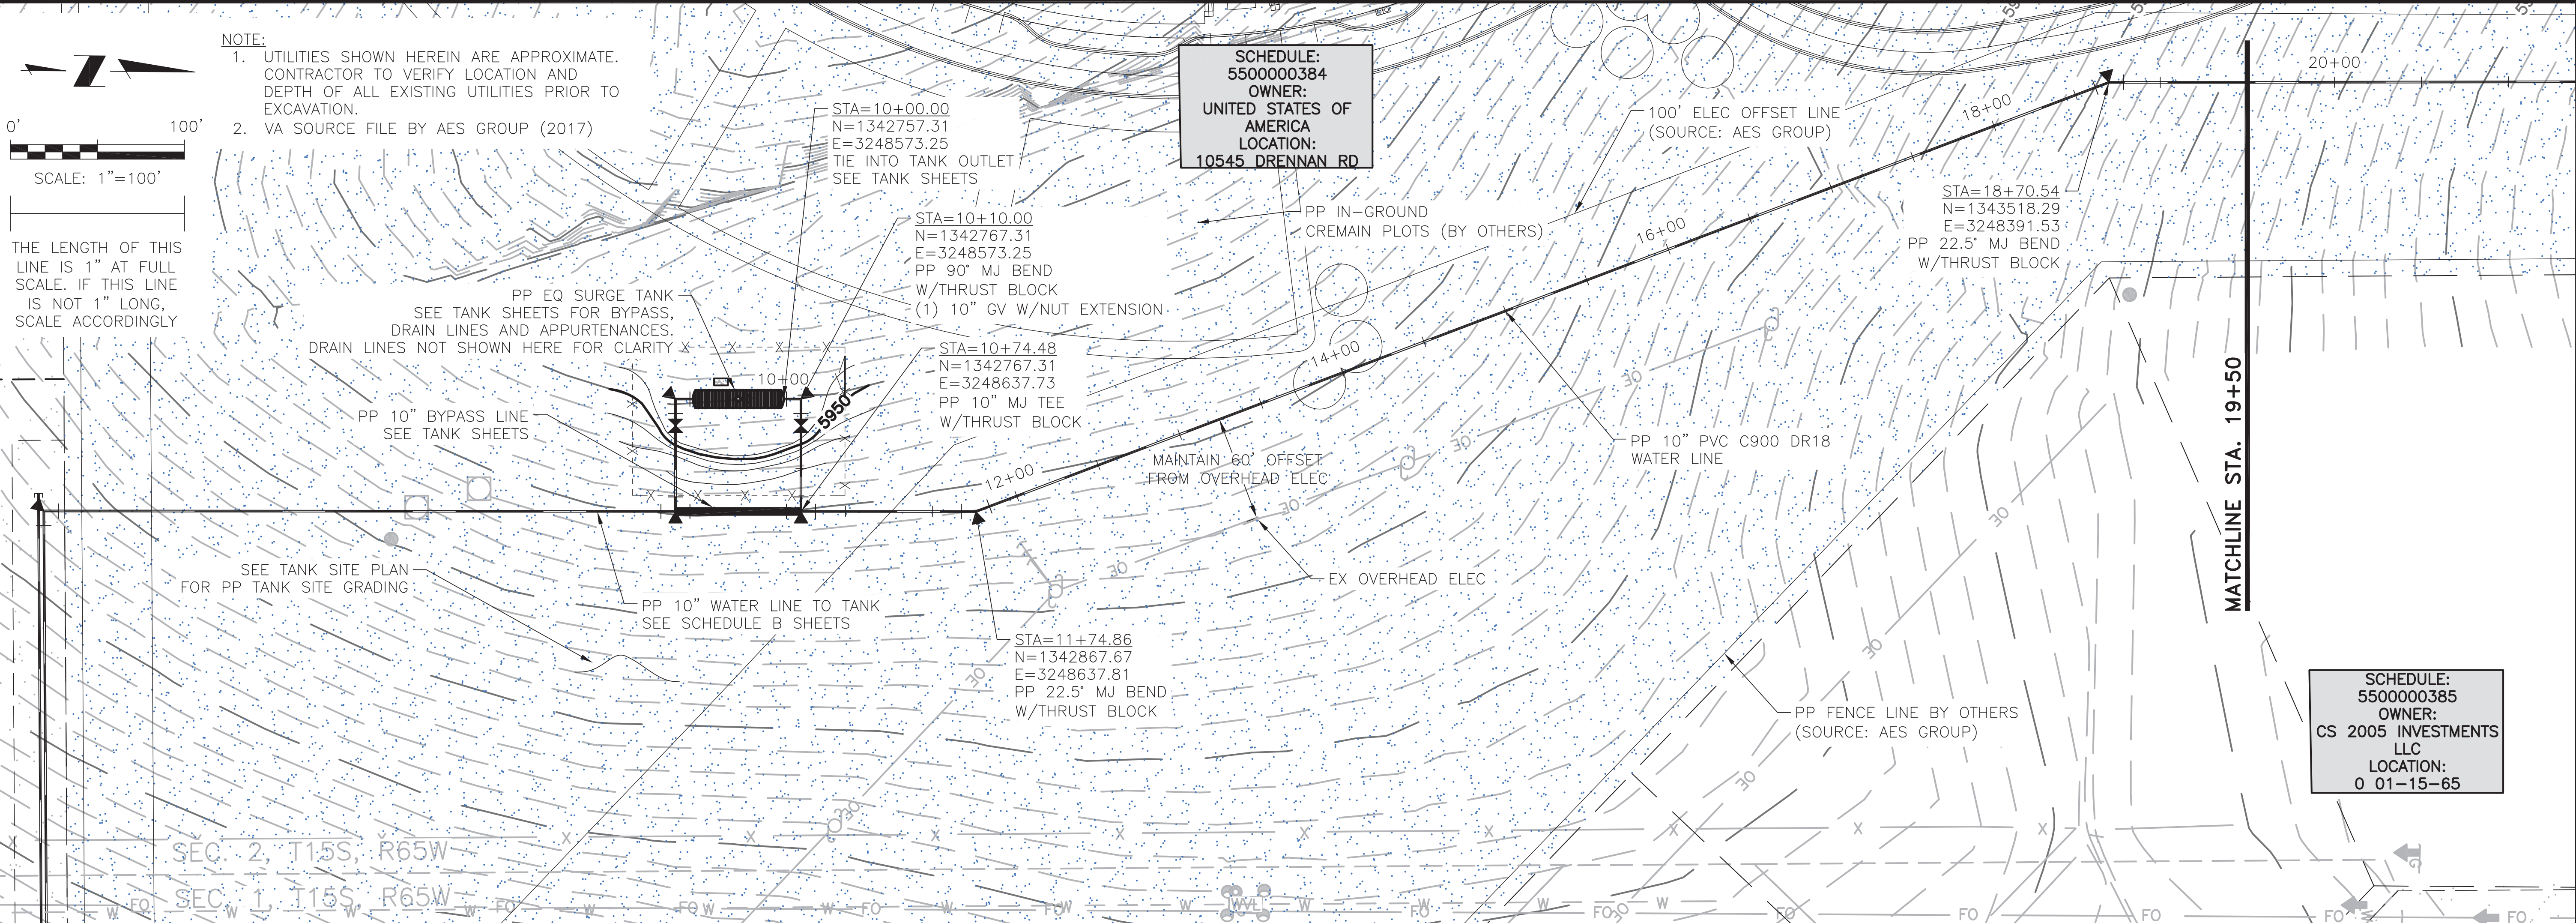 NOTE:
1. UTILITIES SHOWN HEREIN ARE APPROXIMATE.
CONTRACTOR TO VERIFY LOCATION AND
DEPTH OF ALL EXISTING UTILITIES PRIOR TO
EXCAVATION.
2. VA SOURCE FILE BY AES GROUP (2017)
0' 100'
SCALE: 1"=100'
THE LENGTH OF THIS
LINE IS 1" AT FULL
SCALE. IF THIS LINE
IS NOT 1" LONG,
SCALE ACCORDINGLY
STA=10+00.00
N=1342757.31
E=3248573.25
TIE INTO TANK OUTLET
SEE TANK SHEETS
STA=10+10.00
N=1342767.31
E=3248573.25
PP 90° MJ BEND
W/THRUST BLOCK
(1) 10" GV W/NUT EXTENSION
PP EQ SURGE TANK
SEE TANK SHEETS FOR BYPASS,
DRAIN LINES AND APPURTENANCES.
DRAIN LINES NOT SHOWN HERE FOR CLARITY
STA=10+74.48
N=1342767.31
E=3248637.73
PP 10" MJ TEE
W/THRUST BLOCK
10+00
5950
PP 10" BYPASS LINE
SEE TANK SHEETS
SCHEDULE:
5500000384
OWNER:
UNITED STATES OF
AMERICA
LOCATION:
10545 DRENNAN RD
PP IN-GROUND
CREMAIN PLOTS (BY OTHERS)
100' ELEC OFFSET LINE
(SOURCE: AES GROUP)
STA=18+70.54
N=1343518.29
E=3248391.53
PP 22.5° MJ BEND
W/THRUST BLOCK
20+00
18+00
16+00
14+00
12+00
MATCHLINE STA. 19+50
MAINTAIN 60' OFFSET
FROM OVERHEAD ELEC
PP 10" PVC C900 DR18
WATER LINE
EX OVERHEAD ELEC
SEE TANK SITE PLAN
FOR PP TANK SITE GRADING
PP 10" WATER LINE TO TANK
SEE SCHEDULE B SHEETS
STA=11+74.86
N=1342867.67
E=3248637.81
PP 22.5° MJ BEND
W/THRUST BLOCK
PP FENCE LINE BY OTHERS
(SOURCE: AES GROUP)
SCHEDULE:
5500000385
OWNER:
CS 2005 INVESTMENTS
LLC
LOCATION:
0 01-15-65
SEC. 2, T15S, R65W
SEC. 1, T15S, R65W